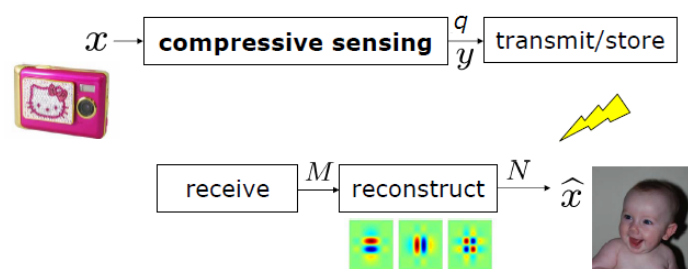 x compressive sensing q y transmit/store
receive M reconstruct N x̂